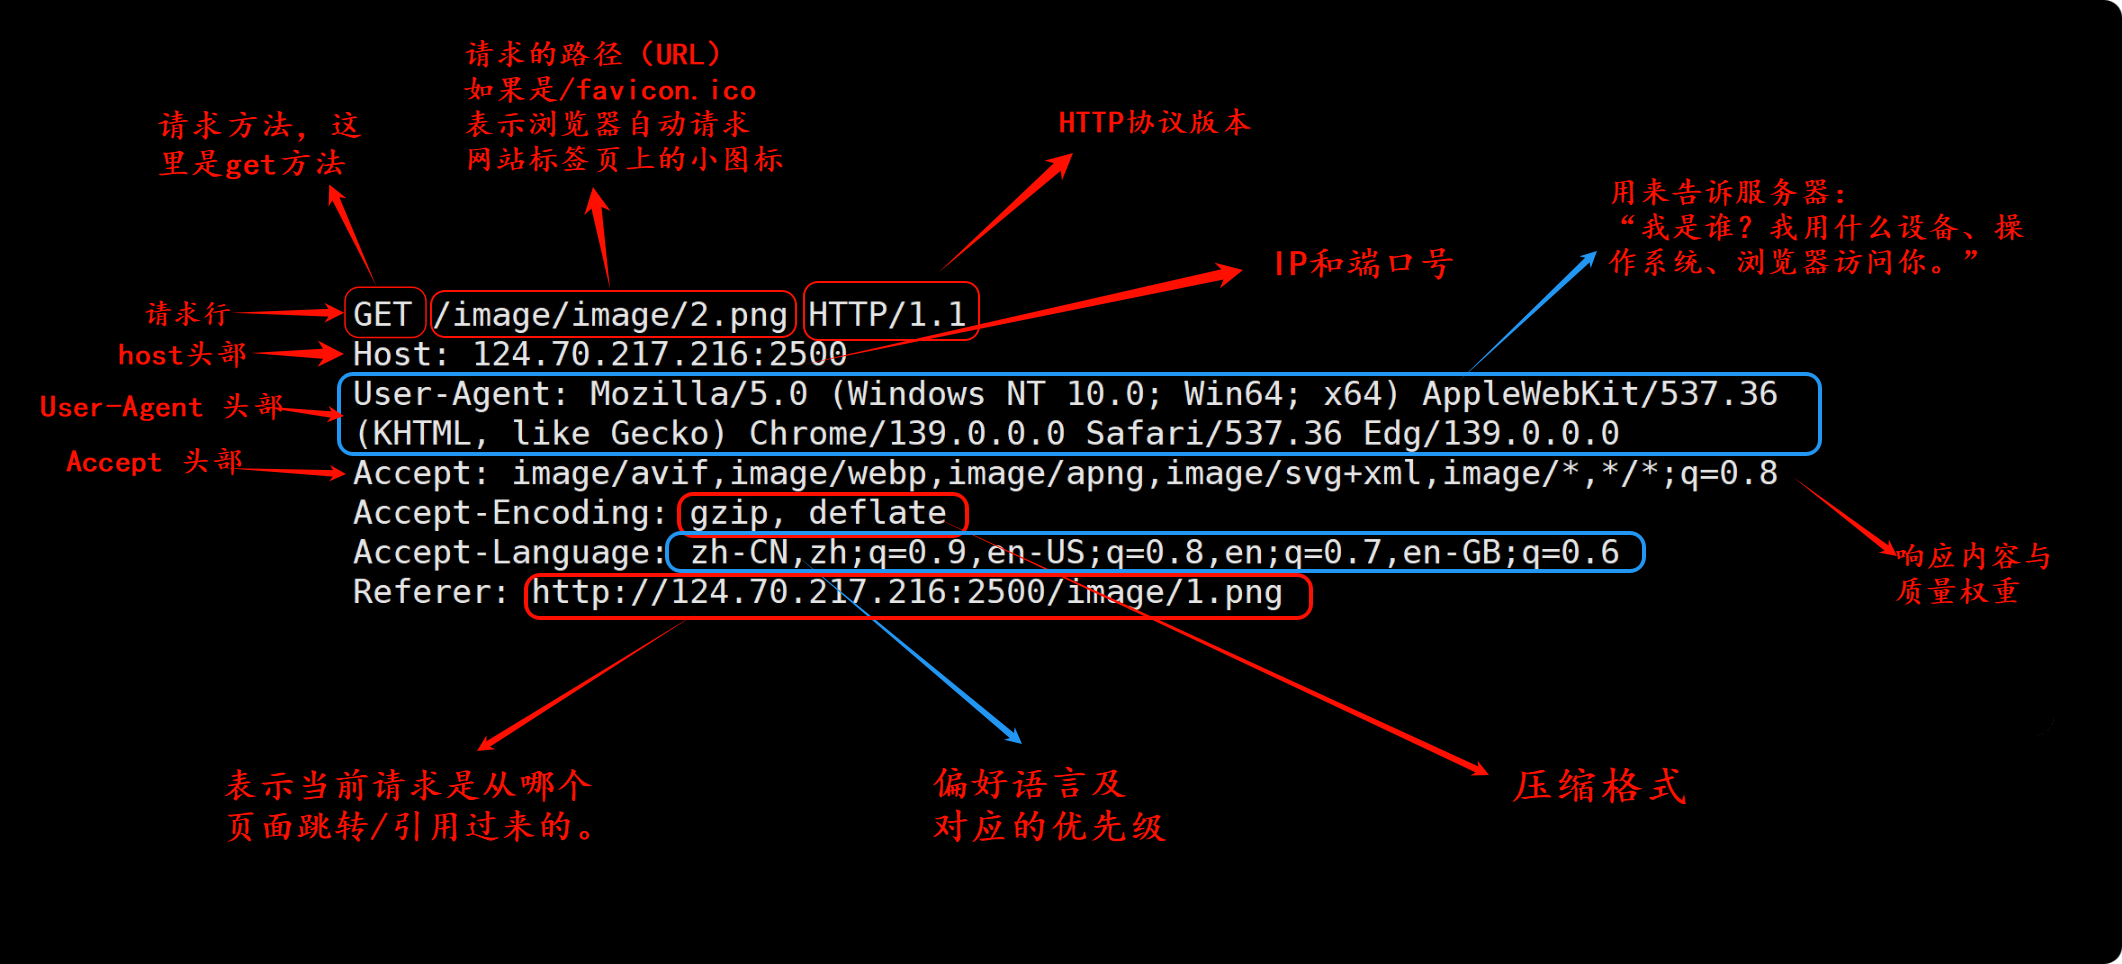 请求的路径（URL）
如果是/favicon.ico
表示浏览器自动请求
网站标签页上的小图标
请求方法，这
里是get方法
HTTP协议版本
用来告诉服务器：
“我是谁？我用什么设备、操
作系统、浏览器访问你。”
IP和端口号
请求行
GET /image/image/2.png HTTP/1.1
host头部
Host: 124.70.217.216:2500
User-Agent 头部
User-Agent: Mozilla/5.0 (Windows NT 10.0; Win64; x64) AppleWebKit/537.36
(KHTML, like Gecko) Chrome/139.0.0.0 Safari/537.36 Edg/139.0.0.0
Accept 头部
Accept: image/avif,image/webp,image/apng,image/svg+xml,image/*,*/*;q=0.8
Accept-Encoding: gzip, deflate
Accept-Language: zh-CN,zh;q=0.9,en-US;q=0.8,en;q=0.7,en-GB;q=0.6
Referer: http://124.70.217.216:2500/image/1.png
响应内容与
质量权重
表示当前请求是从哪个
页面跳转/引用过来的。
偏好语言及
对应的优先级
压缩格式